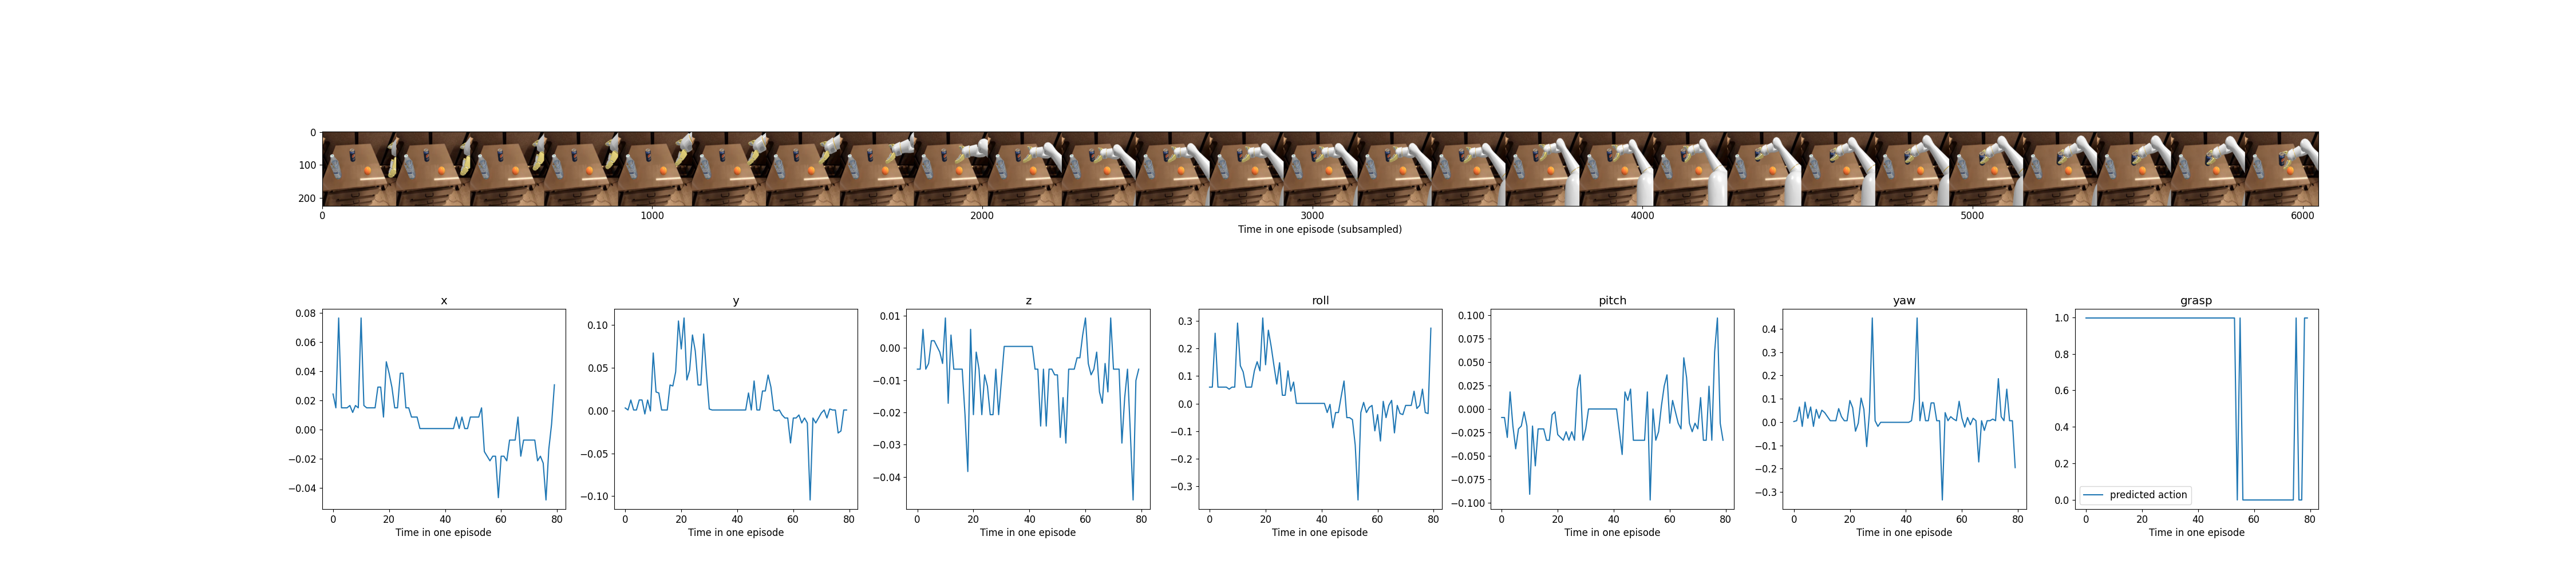 0
100
200
0 1000 2000 3000 4000 5000 6000
Time in one episode (subsampled)
x
0.08
0.06
0.04
0.02
0.00
−0.02
−0.04
0 20 40 60 80
Time in one episode
y
0.10
0.05
0.00
−0.05
−0.10
0 20 40 60 80
Time in one episode
z
0.01
0.00
−0.01
−0.02
−0.03
−0.04
0 20 40 60 80
Time in one episode
roll
0.3
0.2
0.1
0.0
−0.1
−0.2
−0.3
0 20 40 60 80
Time in one episode
pitch
0.100
0.075
0.050
0.025
0.000
−0.025
−0.050
−0.075
−0.100
0 20 40 60 80
Time in one episode
yaw
0.4
0.3
0.2
0.1
0.0
−0.1
−0.2
−0.3
0 20 40 60 80
Time in one episode
grasp
1.0
0.8
0.6
0.4
0.2
0.0
predicted action
0 20 40 60 80
Time in one episode